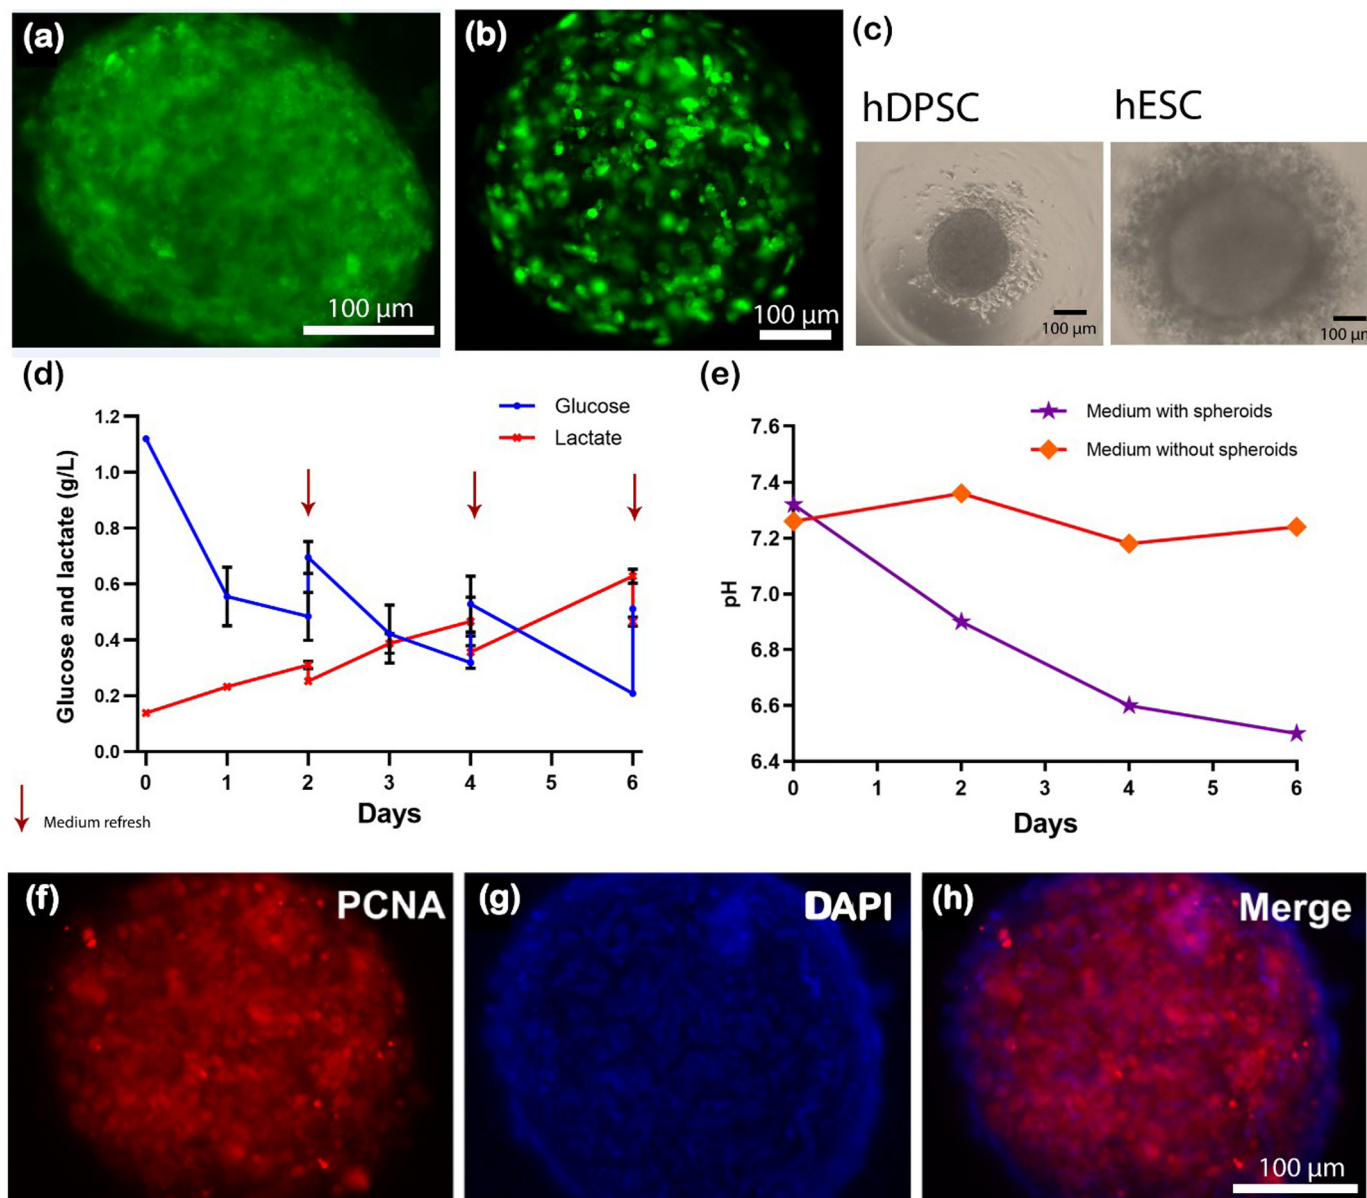 (a)
100 µm
(b)
100 µm
(c)
hDPSC
hESC
100 µm
100 µm
(d)
Glucose
Lactate
Glucose and lactate (g/L)
1.2
1.0
0.8
0.6
0.4
0.2
0.0
0 1 2 3 4 5 6
Days
Medium refresh
(e)
Medium with spheroids
Medium without spheroids
pH
7.6
7.4
7.2
7.0
6.8
6.6
6.4
0 1 2 3 4 5 6
Days
(f)
PCNA
(g)
DAPI
(h)
Merge
100 µm